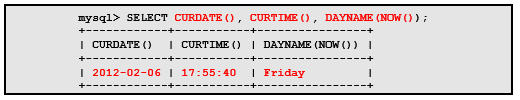 mysql> SELECT CURDATE(), CURTIME(), DAYNAME(NOW());
+------------+-----------+----------------+
| CURDATE()  | CURTIME() | DAYNAME(NOW()) |
+------------+-----------+----------------+
| 2012-02-06 | 17:55:40  | Friday         |
+------------+-----------+----------------+